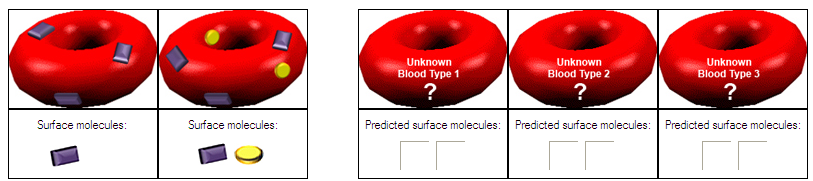 Unknown
Blood Type 1
?
Unknown
Blood Type 2
?
Unknown
Blood Type 3
?
Surface molecules:
Surface molecules:
Predicted surface molecules:
Predicted surface molecules:
Predicted surface molecules: